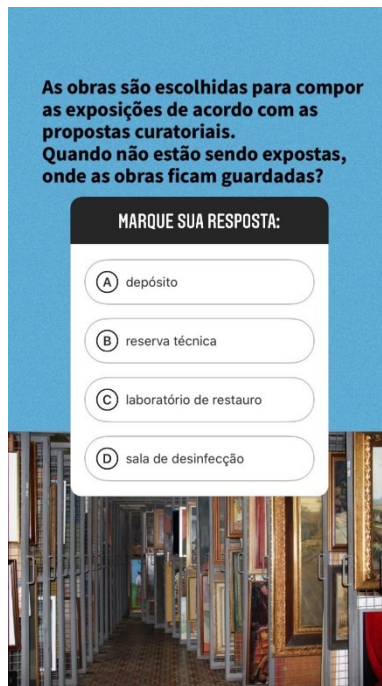 As obras são escolhidas para compor
as exposições de acordo com as
propostas curatoriais.
Quando não estão sendo expostas,
onde as obras ficam guardadas?
MARQUE SUA RESPOSTA:
A depósito
B reserva técnica
C laboratório de restauro
D sala de desinfecção